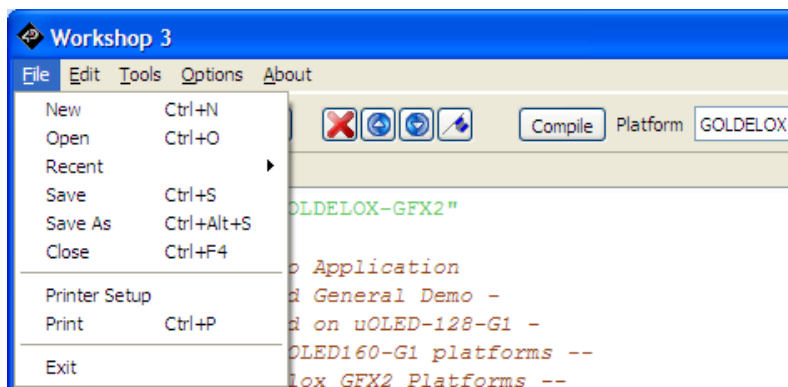 Workshop 3
File Edit Tools Options About
New Ctrl+N
Open Ctrl+O
Recent
Save Ctrl+S
Save As Ctrl+Alt+S
Close Ctrl+F4
Printer Setup
Print Ctrl+P
Exit
Compile Platform GOLDELOX
OLDELOX-GFX2"
o Application
d General Demo -
d on uOLED-128-G1 -
OLED160-G1 platforms --
lox GFX2 Platforms --